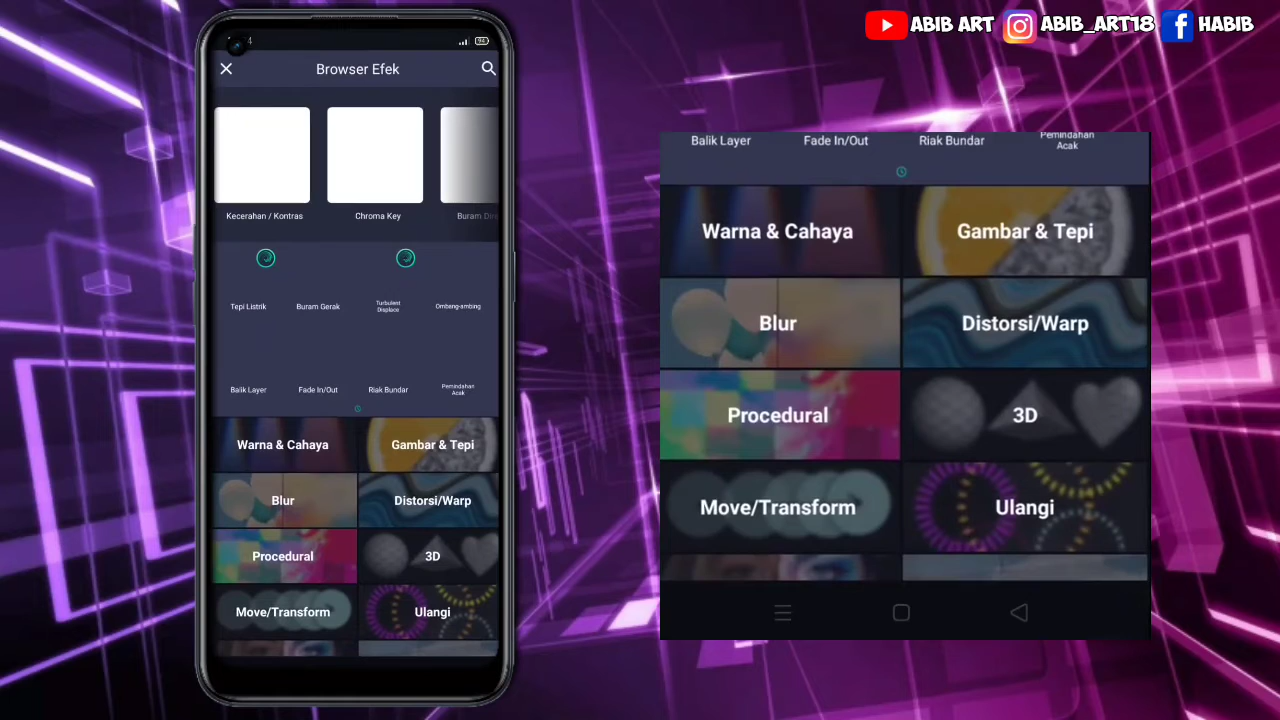 ABIB ART ABIB_ART18 HABIB
4 94
Browser Efek
Kecerahan / Kontras Chroma Key Buram
Tepi Listrik Buram Gerak Turbulent Ombang-ambing
Displace
Balik Layer Fade In/Out Riak Bundar Pemindahan
Acak
Warna & Cahaya Gambar & Tepi
Blur Distorsi/Warp
Procedural 3D
Move/Transform Ulangi
Balik Layer Fade In/Out Riak Bundar Pemindahan
Acak
Warna & Cahaya Gambar & Tepi
Blur Distorsi/Warp
Procedural 3D
Move/Transform Ulangi